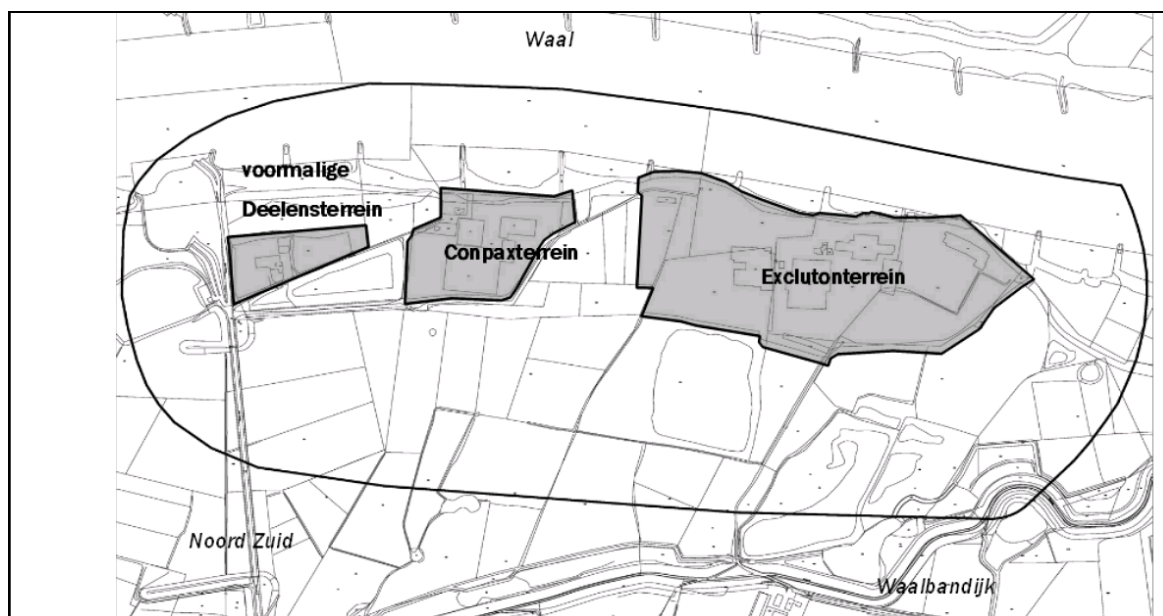 Waal
voormalige
Deelensterrein
Conpaxterrein
Exclutonterrein
Noord Zuid
Waalbandijk